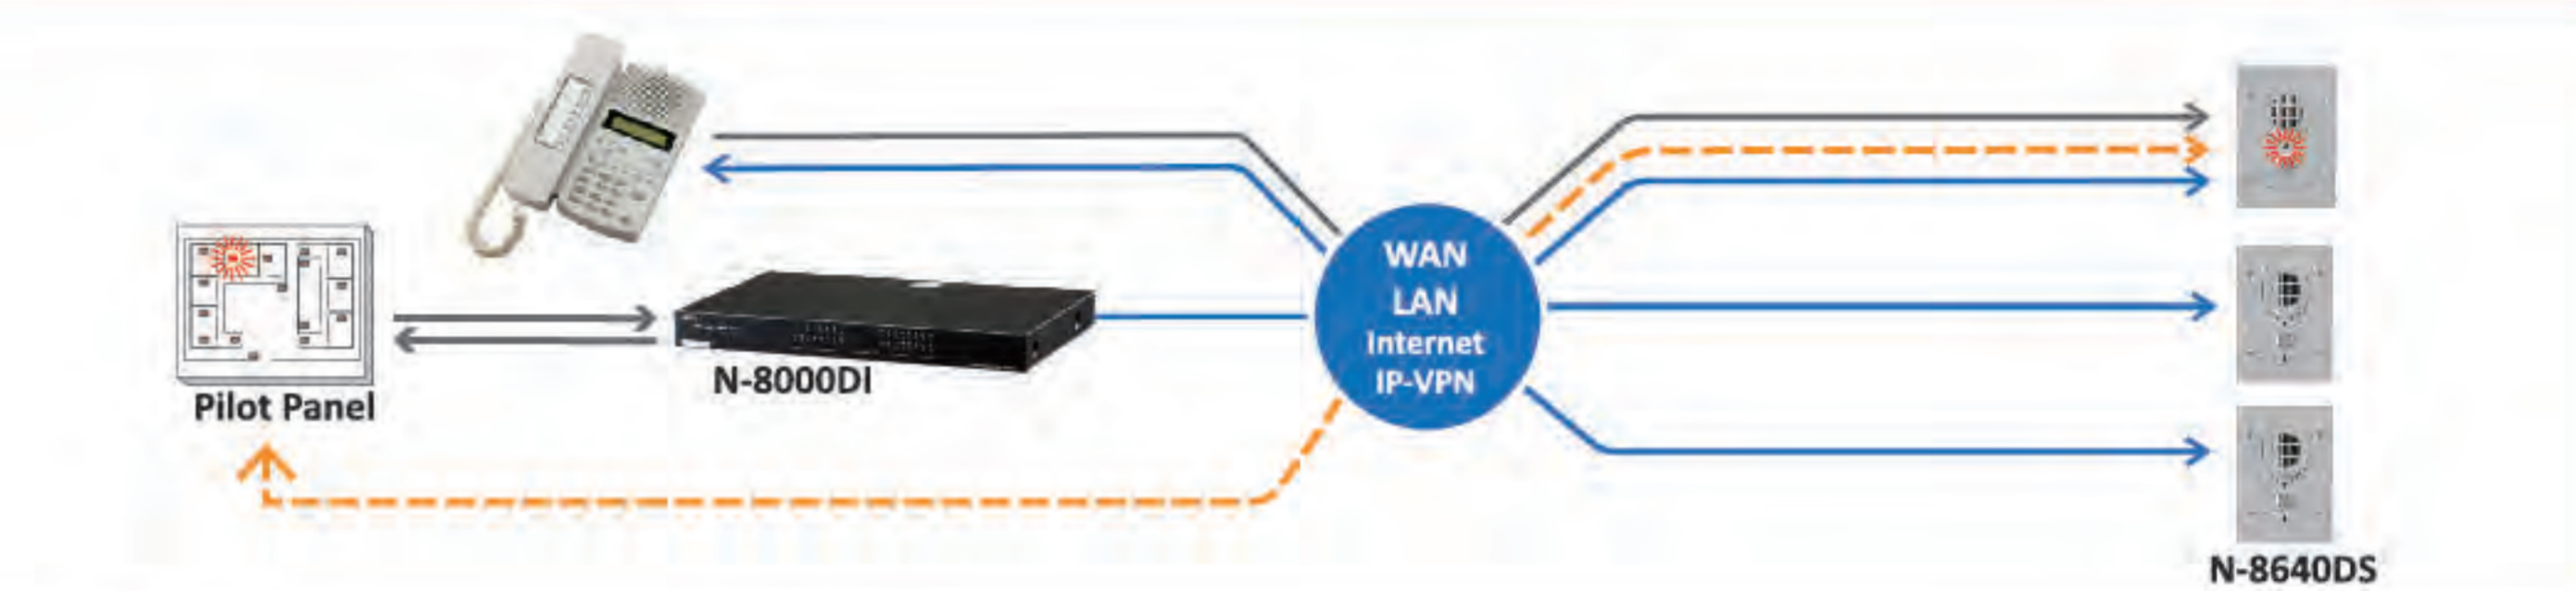 Pilot Panel
N-8000DI
WAN
LAN
Internet
IP-VPN
N-8640DS